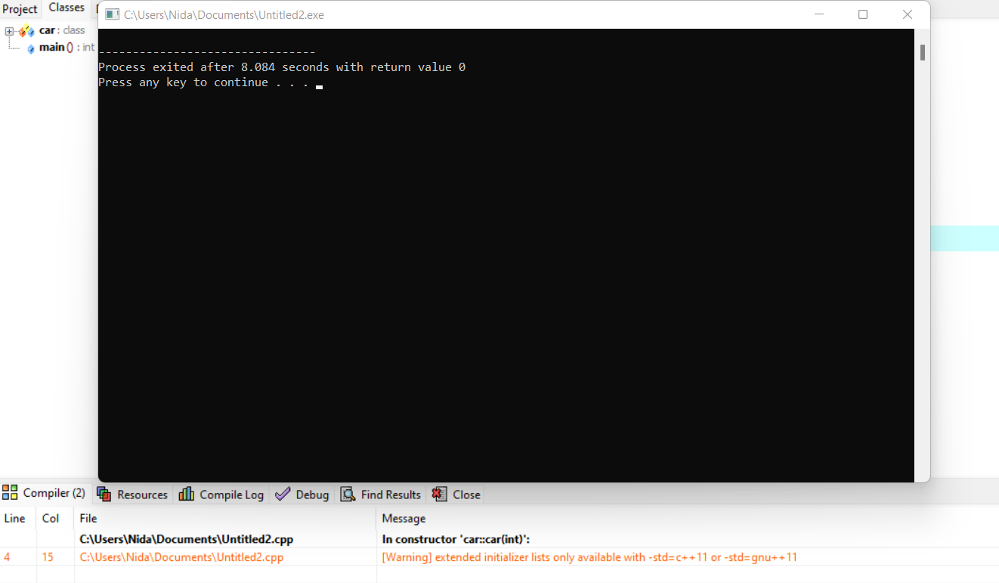 Project Classes
C:\Users\Nida\Documents\Untitled2.exe
car : class
main () : int
--------------------------------
Process exited after 8.084 seconds with return value 0
Press any key to continue . . .
Compiler (2) Resources Compile Log Debug Find Results Close
Line Col File Message
C:\Users\Nida\Documents\Untitled2.cpp In constructor 'car::car(int)':
4 15 C:\Users\Nida\Documents\Untitled2.cpp [Warning] extended initializer lists only available with -std=c++11 or -std=gnu++11